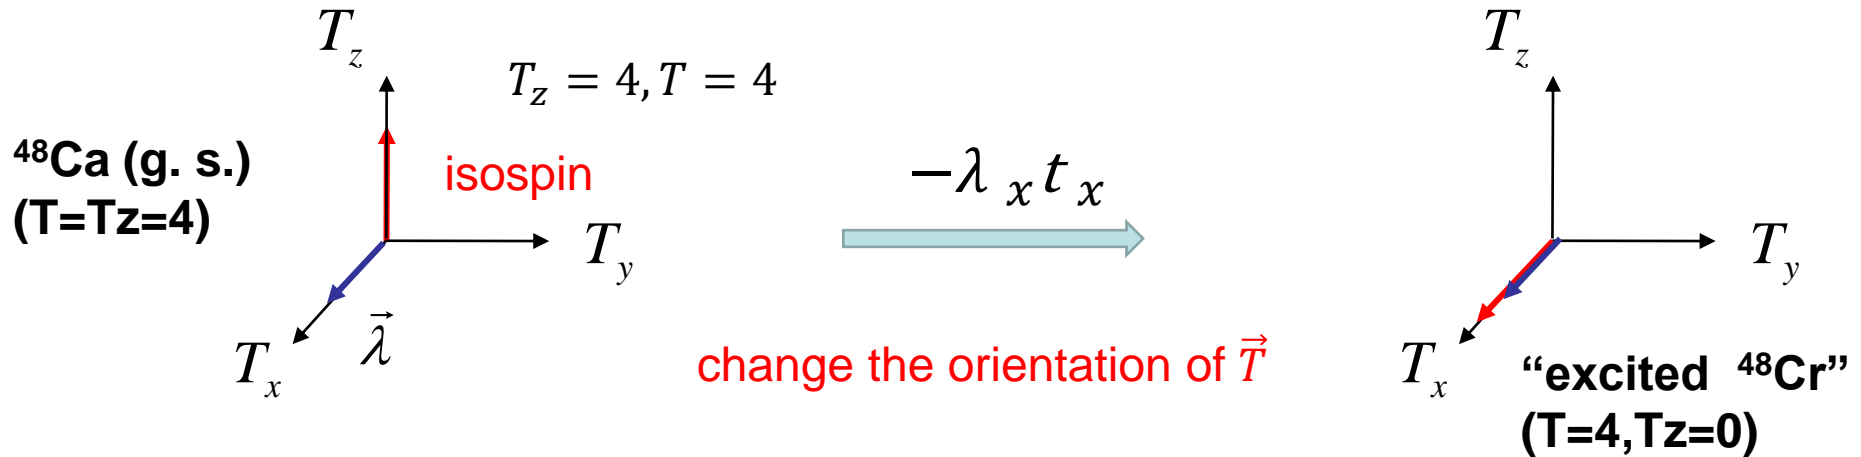 T_z
T_z = 4, T = 4
⁴⁸Ca (g. s.)
(T=Tz=4)
isospin
T_y
T_x
λ⃗
−λ_x t_x
change the orientation of T⃗
T_z
T_y
T_x
“excited ⁴⁸Cr”
(T=4,Tz=0)